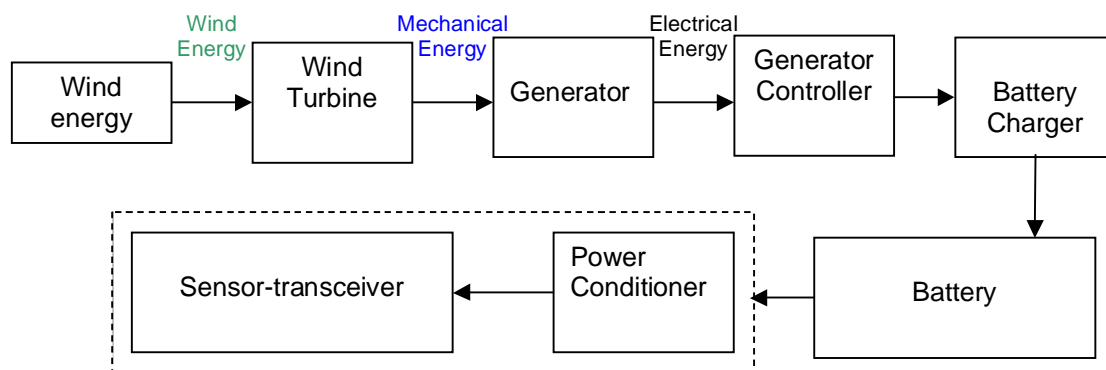 Wind
Energy
Mechanical
Energy
Electrical
Energy
Wind
energy
Wind
Turbine
Generator
Generator
Controller
Battery
Charger
Sensor-transceiver
Power
Conditioner
Battery